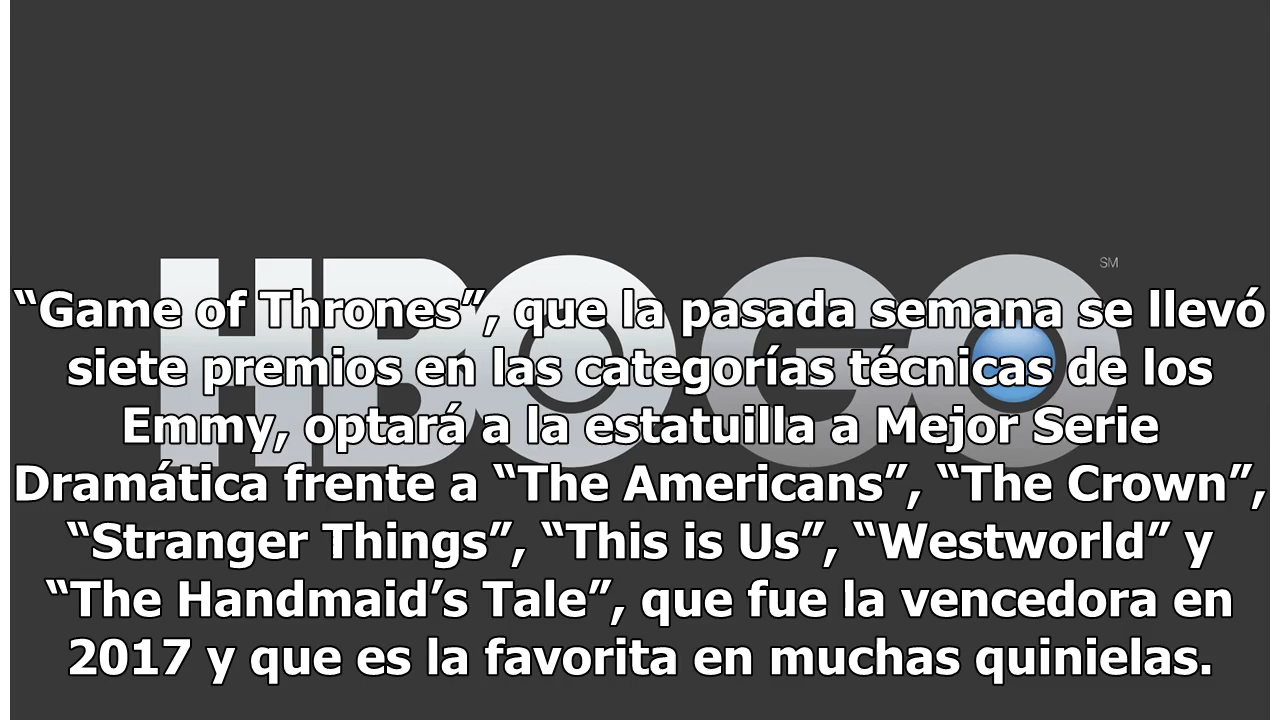 HBO GO SM
“Game of Thrones”, que la pasada semana se llevó
siete premios en las categorías técnicas de los
Emmy, optará a la estatuilla a Mejor Serie
Dramática frente a “The Americans”, “The Crown”,
“Stranger Things”, “This is Us”, “Westworld” y
“The Handmaid’s Tale”, que fue la vencedora en
2017 y que es la favorita en muchas quinielas.